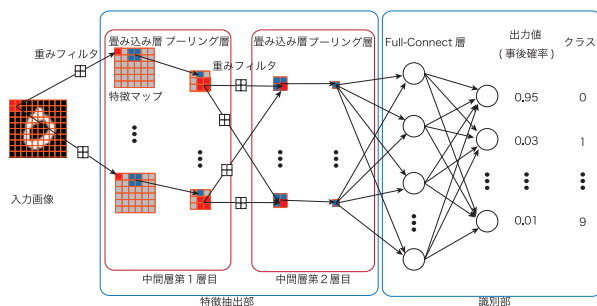 畳み込み層 プーリング層
畳み込み層 プーリング層
Full-Connect 層
出力値
( 事後確率 )
クラス
重みフィルタ
重みフィルタ
特徴マップ
入力画像
0.95 0
0.03 1
0.01 9
中間層第1層目
中間層第2層目
特徴抽出部
識別部